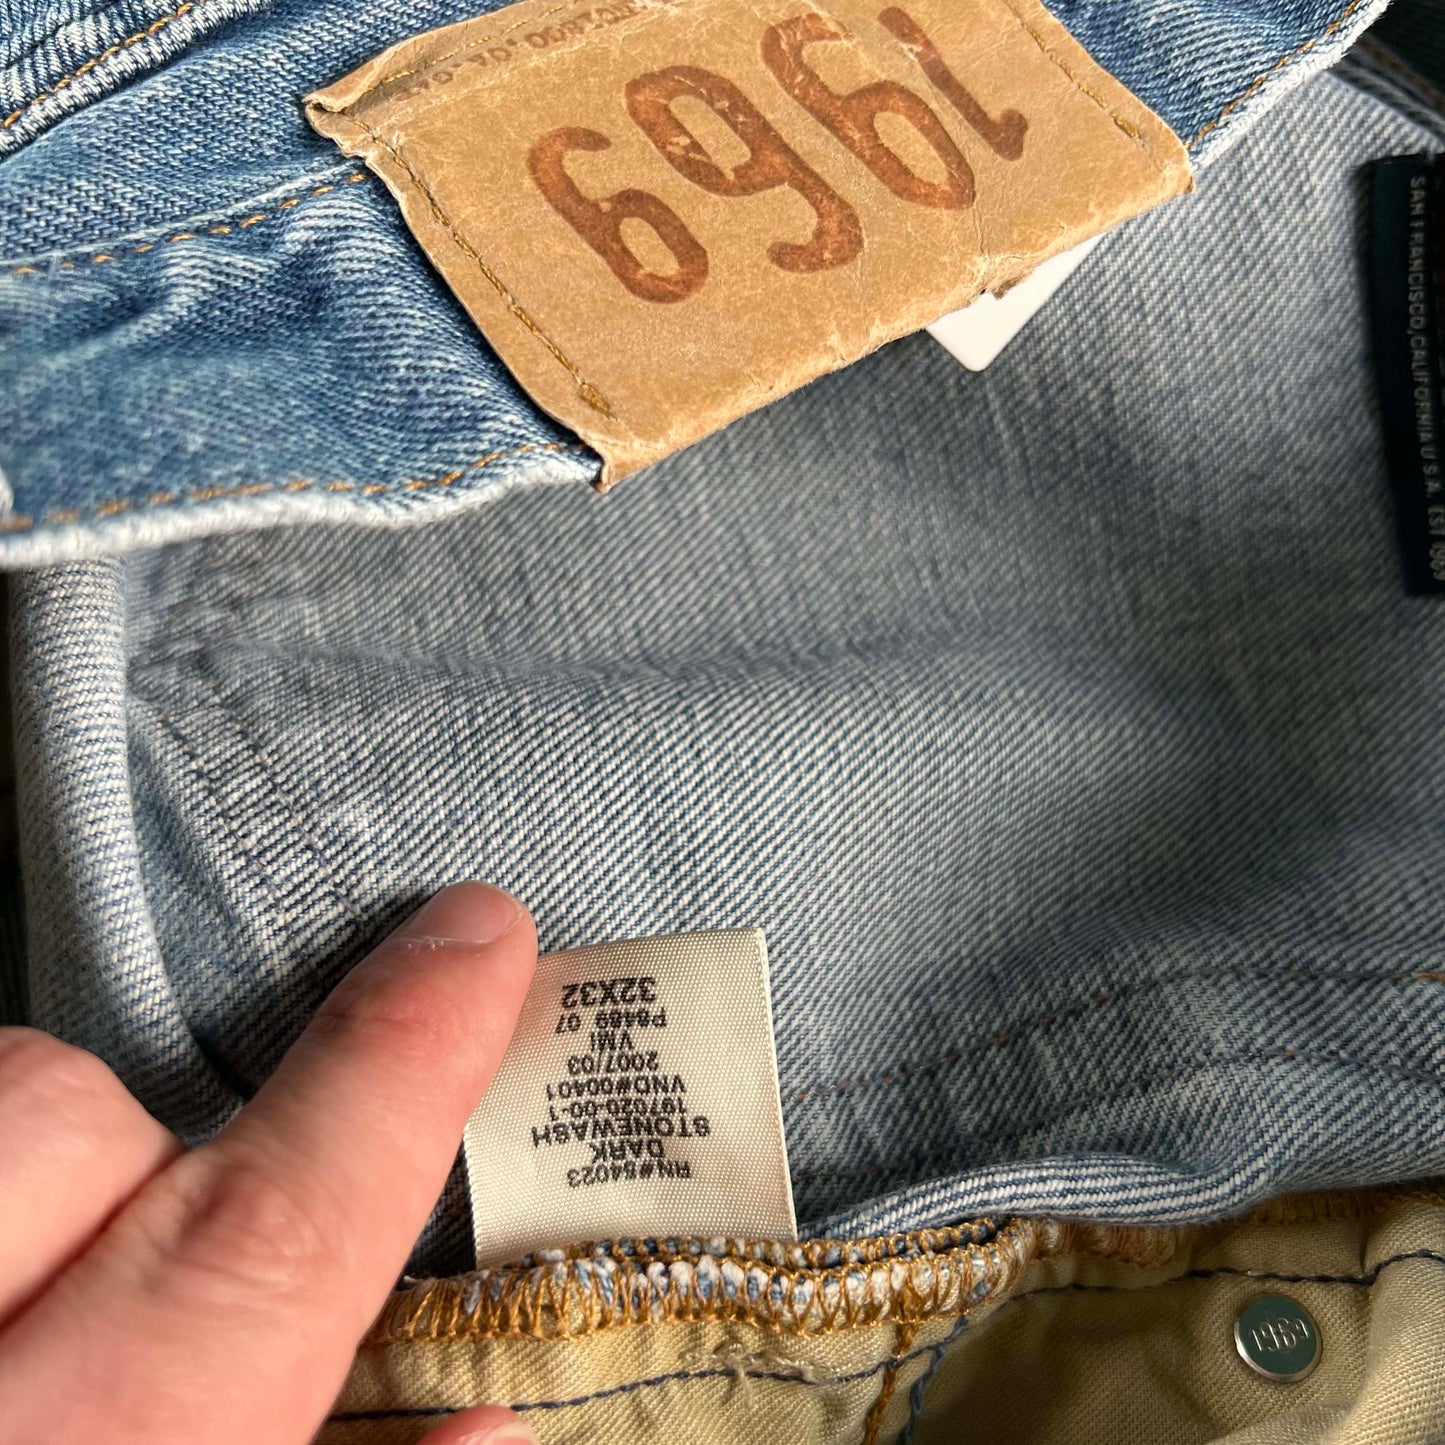 1969
SAN FRANCISCO, CALIFORNIA U.S.A. EST 1969
RN#54023
DARK
STONEWASH
197020-00-1
VND#00401
2007/03
VMI
P8489 07
32X32
1969